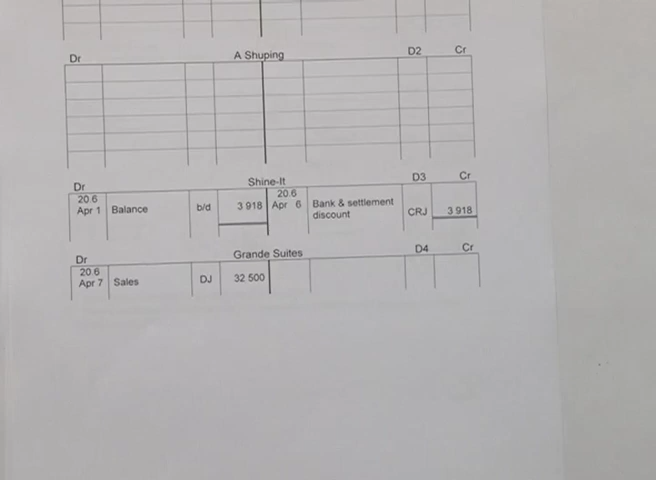 Dr A Shuping D2 Cr
Dr Shine-It D3 Cr
20.6 20.6
Apr 1 Balance b/d 3 918 Apr 6 Bank & settlement
discount CRJ 3 918
Dr Grande Suites D4 Cr
20.6
Apr 7 Sales DJ 32 500